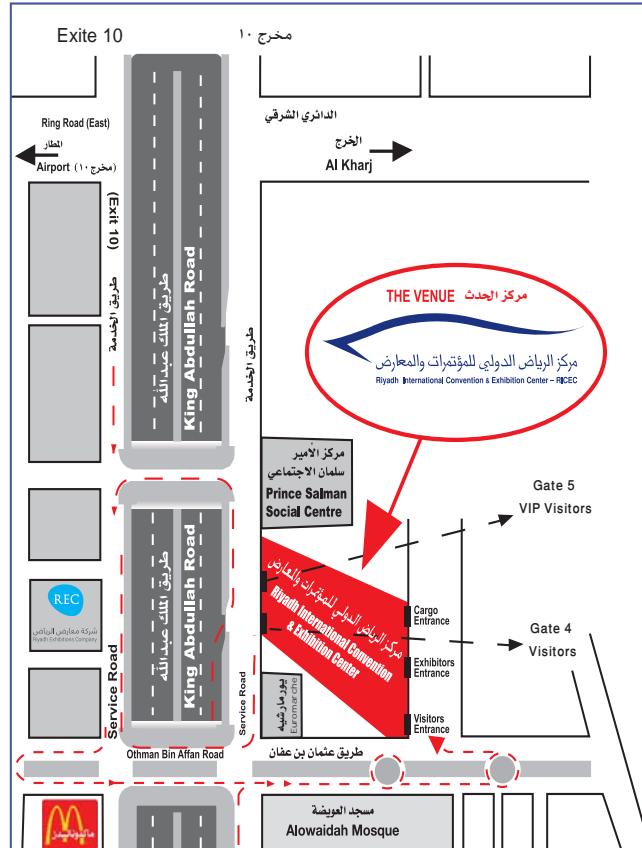 Exite 10
مخرج ١٠
الدائري الشرقي
Ring Road (East)
المطار
Airport (مخرج ١٠)
الخرج
Al Kharj
(Exit 10)
طريق الخدمة
طريق الملك عبدالله
King Abdullah Road
طريق الخدمة
THE VENUE مركز الحدث
مركز الرياض الدولي للمؤتمرات والمعارض
Riyadh International Convention & Exhibition Center – RICEC
مركز الأمير
سلمان الاجتماعي
Prince Salman
Social Centre
Gate 5
VIP Visitors
طريق الملك عبدالله
King Abdullah Road
مركز الرياض الدولي للمؤتمرات والمعارض
Riyadh International Convention
& Exhibition Center
Cargo
Entrance
Gate 4
Visitors
Exhibitors
Entrance
Visitors
Entrance
REC
شركة معارض الرياض
Riyadh Exhibitions Company
Service Road
Service Road
يورمارشيه
Euromarche
Othman Bin Affan Road
طريق عثمان بن عفان
ماكدونالدز
مسجد العويضة
Alowaidah Mosque